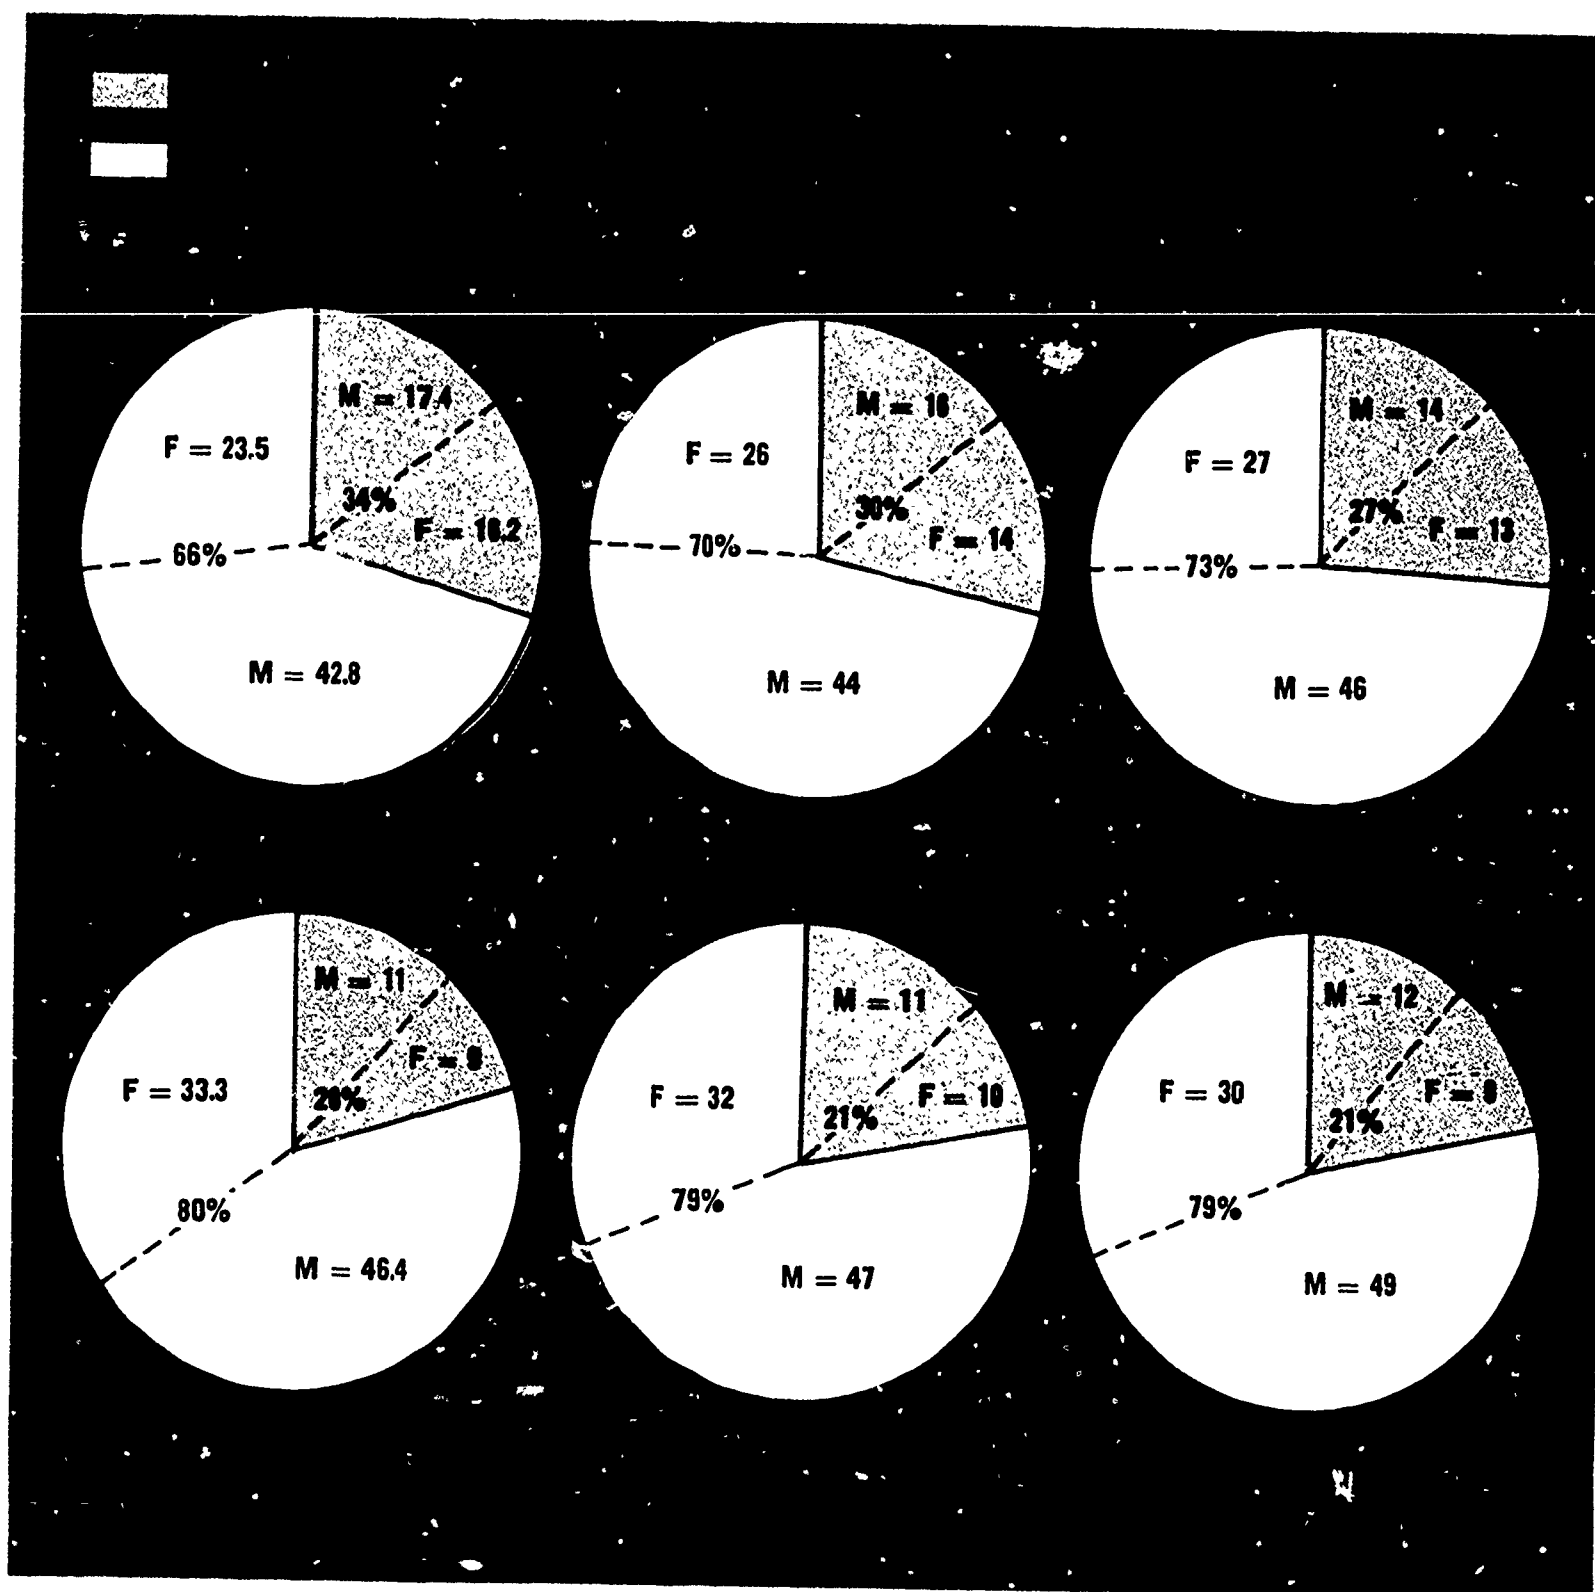 M = 17.4
F = 23.5
34%
F = 16.2
66%
M = 42.8
M = 16
F = 26
30%
F = 14
70%
M = 44
M = 14
F = 27
27%
F = 13
73%
M = 46
M = 11
F =
F = 33.3
20%
80%
M = 46.4
M = 11
F = 32
F = 10
21%
79%
M = 47
M = 12
F = 30
F =
21%
79%
M = 49